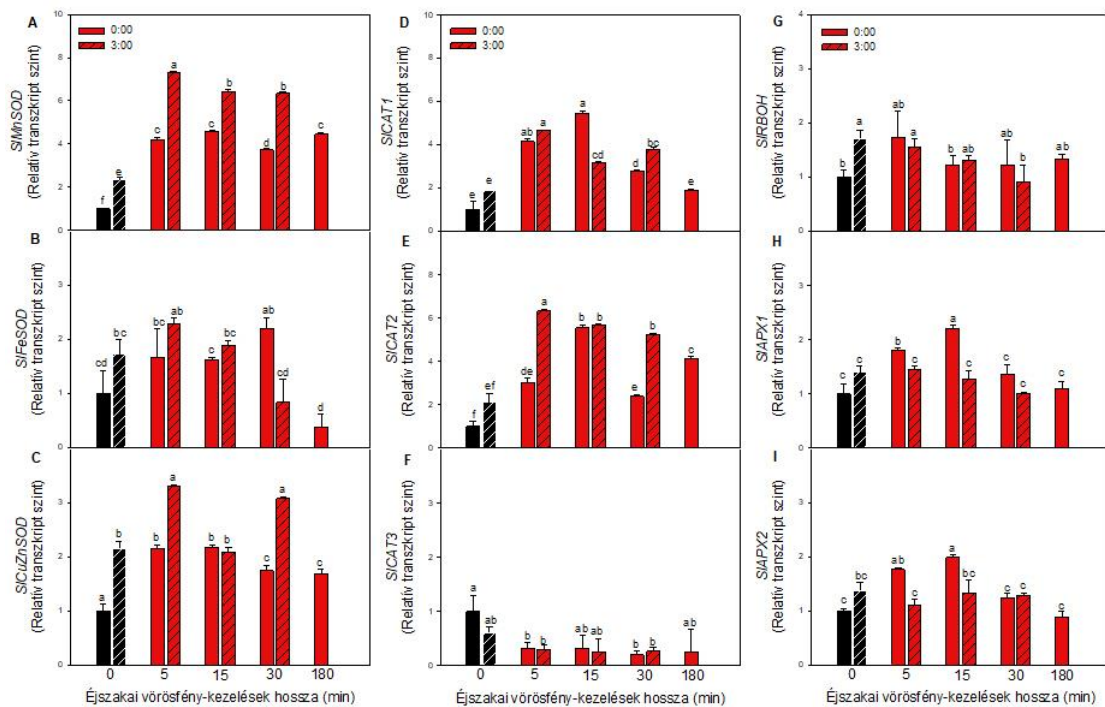 A
0:00
3:00
10
8
6
4
2
0
SlMnSOD
(Relatív transzkript szint)
f
e
c
a
c
b
d
b
c
B
3
2
1
0
SlFeSOD
(Relatív transzkript szint)
cd
bc
bc
ab
bc
bc
ab
cd
d
C
3
2
1
0
SlCuZnSOD
(Relatív transzkript szint)
a
b
b
a
b
b
c
a
c
0
5
15
30
180
Éjszakai vörösfény-kezelések hossza (min)
D
0:00
3:00
10
8
6
4
2
0
SlCAT1
(Relatív transzkript szint)
e
e
ab
a
a
cd
d
bc
e
E
8
6
4
2
0
SlCAT2
(Relatív transzkript szint)
f
ef
de
a
b
b
e
b
c
F
3
2
1
0
SlCAT3
(Relatív transzkript szint)
a
ab
b
b
ab
ab
b
b
ab
0
5
15
30
180
Éjszakai vörösfény-kezelések hossza (min)
G
0:00
3:00
4
3
2
1
0
SlRBOH
(Relatív transzkript szint)
b
a
ab
a
b
ab
ab
b
ab
H
3
2
1
0
SlAPX1
(Relatív transzkript szint)
c
c
b
c
a
c
c
c
c
I
3
2
1
0
SlAPX2
(Relatív transzkript szint)
c
bc
ab
c
a
bc
c
c
c
0
5
15
30
180
Éjszakai vörösfény-kezelések hossza (min)